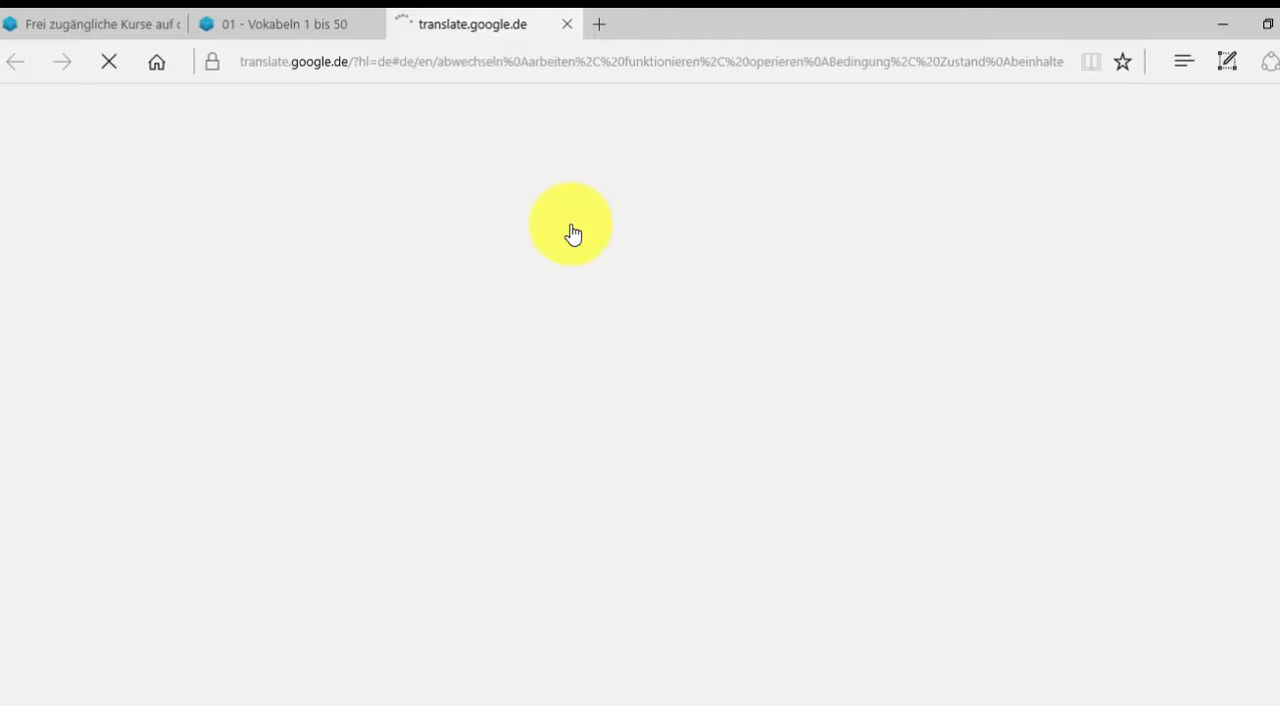 Frei zugängliche Kurse auf
01 - Vokabeln 1 bis 50
translate.google.de
translate.google.de/?hl=de#de/en/abwechseln%0Aarbeiten%2C%20funktionieren%2C%20operieren%0ABedingung%2C%20Zustand%0Abeinhalte